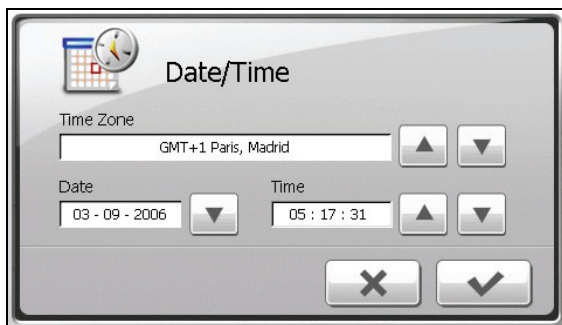 Date/Time
Time Zone
GMT+1 Paris, Madrid
Date
Time
03 - 09 - 2006
05 : 17 : 31